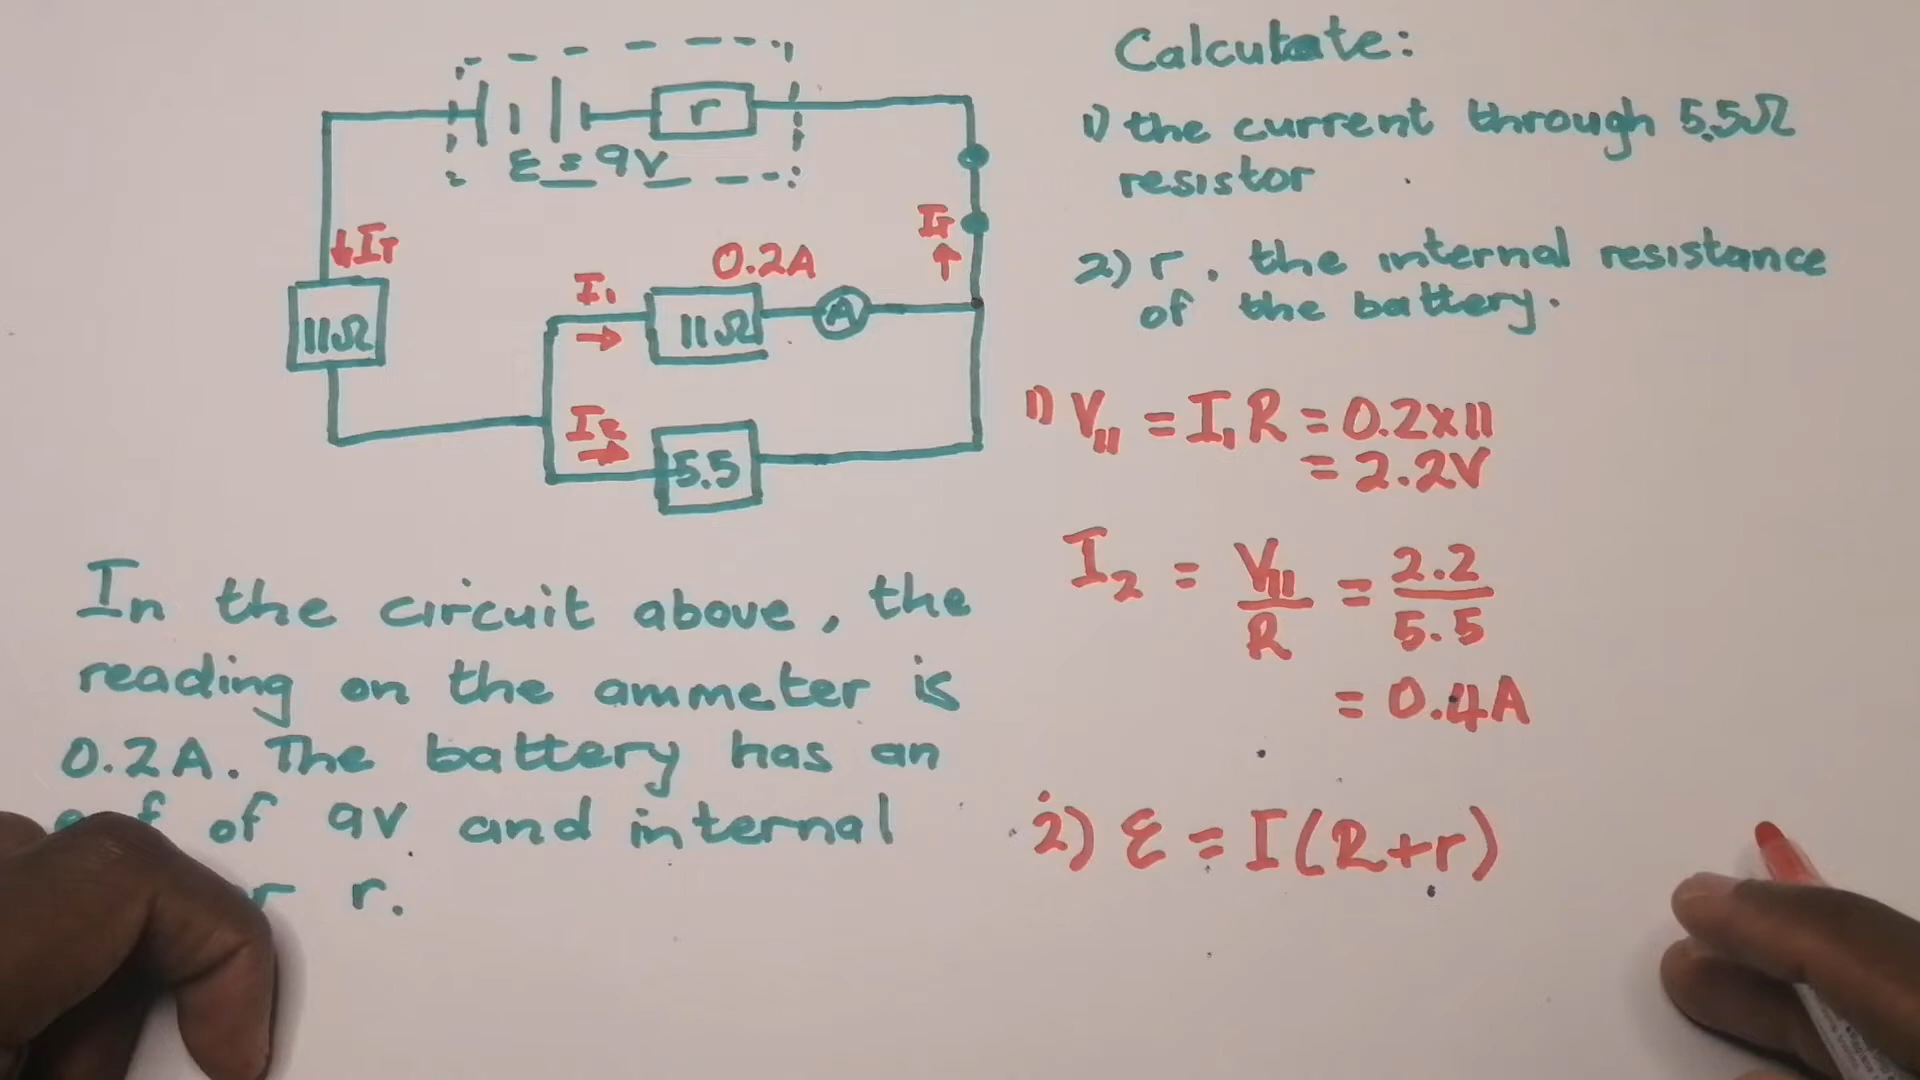 ε = 9V
r
↓I_T
11Ω
I₁
→
0.2A
11Ω
A
I_T
↑
I₂
→
5.5
In the circuit above, the
reading on the ammeter is
0.2A. The battery has an
of 9V and internal
r.
Calculate:
1) the current through 5.5Ω
resistor
2) r, the internal resistance
of the battery.
1) V₁₁ = I₁R = 0.2×11
= 2.2V
I₂ = V₁₁/R = 2.2/5.5
= 0.4A
2) ε = I(R+r)